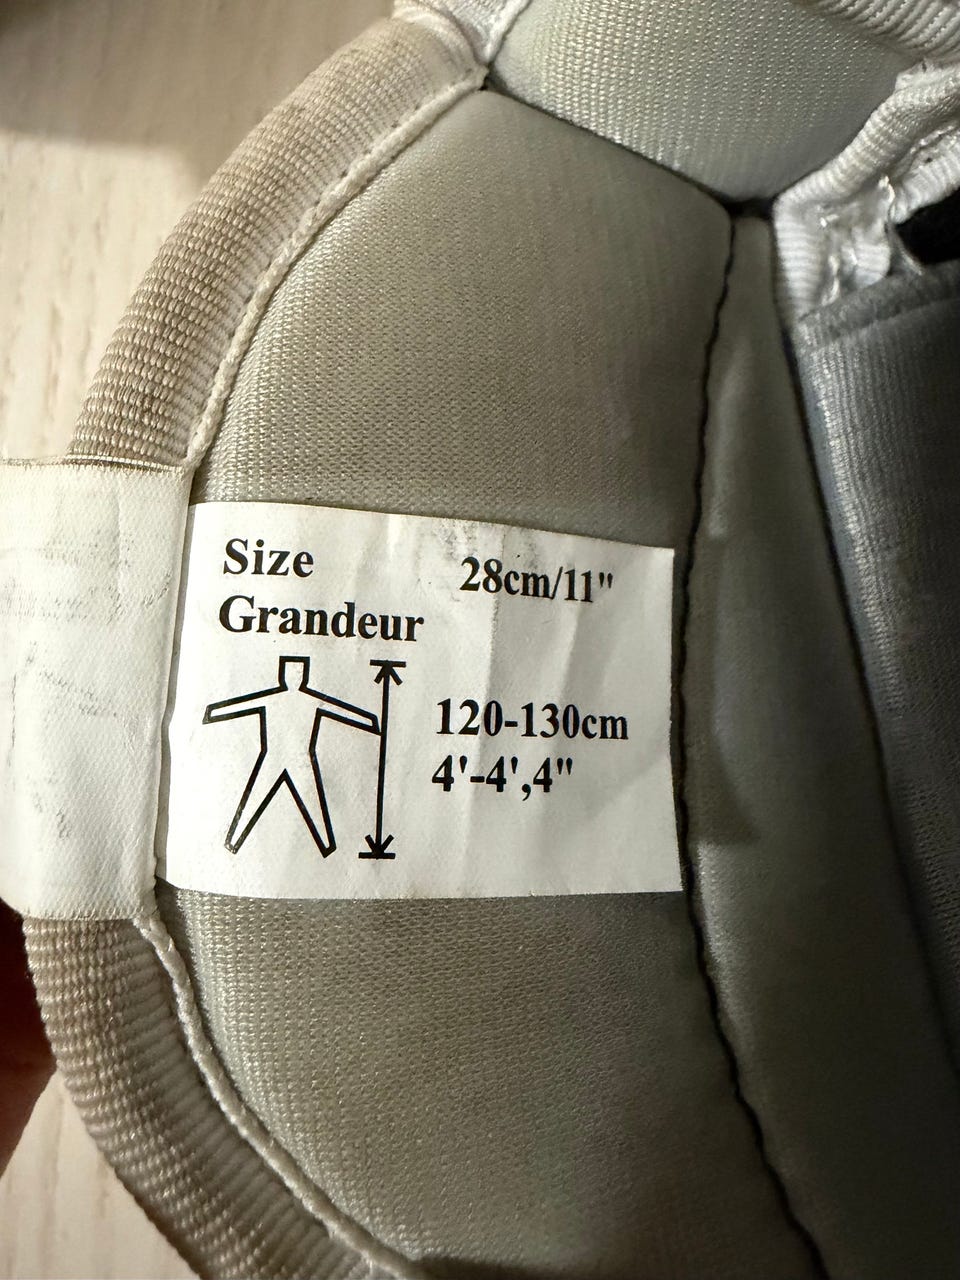 Size
28cm/11"
Grandeur
120-130cm
4'-4',4"